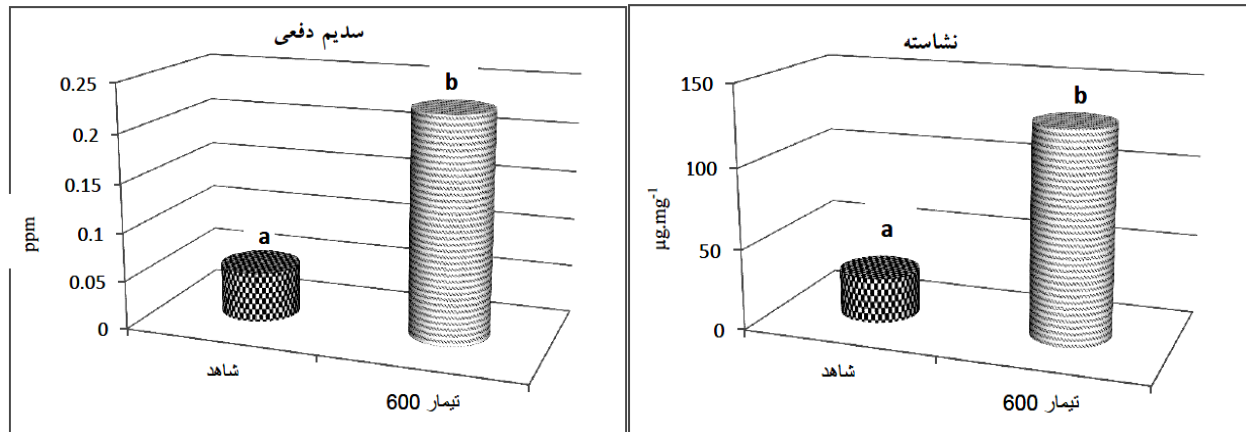 سدیم دفعی
0.25
0.2
0.15
0.1
0.05
0
ppm
a
b
شاهد
تیمار 600
نشاسته
150
100
50
0
µg.mg-1
a
b
شاهد
تیمار 600